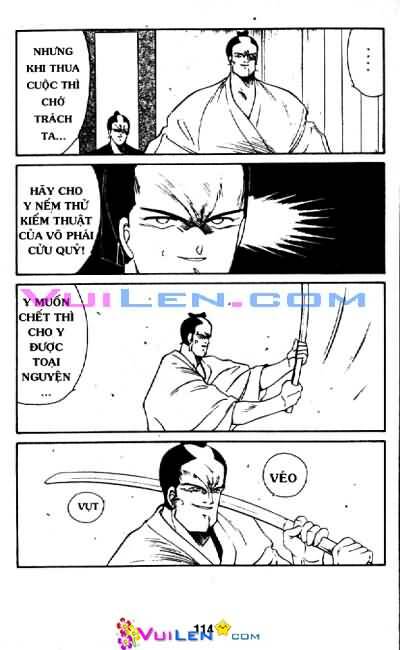 NHƯNG
KHI THUA
CUỘC THÌ
CHỚ
TRÁCH
TA...
....
HÃY CHO
Y NẾM THỬ
KIẾM THUẬT
CỦA VÕ PHÁI
CỬU QUỶ!
VUILEN.COM
Y MUỐN
CHẾT THÌ
CHO Y
ĐƯỢC
TOẠI
NGUYỆN
...
VÉO
VỤT
114
VUILEN.COM